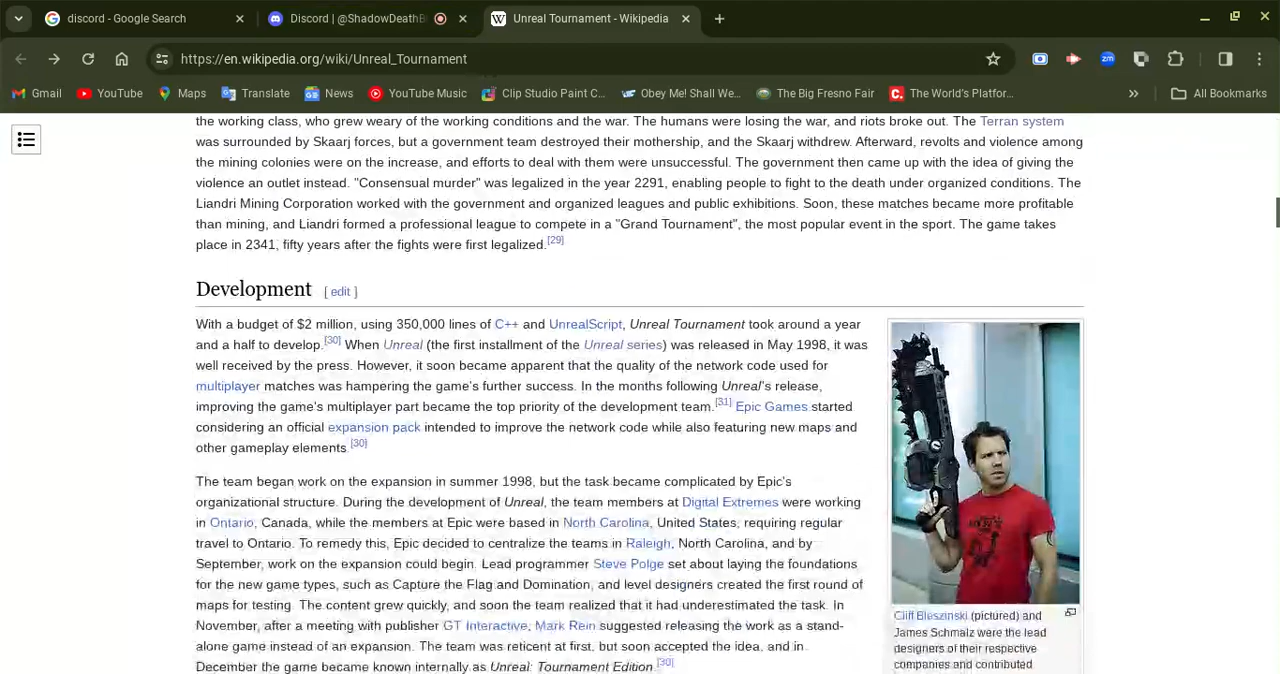 discord - Google Search
Discord | @ShadowDeathB
Unreal Tournament - Wikipedia
https://en.wikipedia.org/wiki/Unreal_Tournament
zm
Gmail
YouTube
Maps
Translate
News
YouTube Music
Clip Studio Paint C...
Obey Me! Shall We...
The Big Fresno Fair
The World's Platfor...
»
All Bookmarks
the working class, who grew weary of the working conditions and the war. The humans were losing the war, and riots broke out. The Terran system
was surrounded by Skaarj forces, but a government team destroyed their mothership, and the Skaarj withdrew. Afterward, revolts and violence among
the mining colonies were on the increase, and efforts to deal with them were unsuccessful. The government then came up with the idea of giving the
violence an outlet instead. "Consensual murder" was legalized in the year 2291, enabling people to fight to the death under organized conditions. The
Liandri Mining Corporation worked with the government and organized leagues and public exhibitions. Soon, these matches became more profitable
than mining, and Liandri formed a professional league to compete in a "Grand Tournament", the most popular event in the sport. The game takes
place in 2341, fifty years after the fights were first legalized.[29]
Development [ edit ]
With a budget of $2 million, using 350,000 lines of C++ and UnrealScript, Unreal Tournament took around a year
and a half to develop.[30] When Unreal (the first installment of the Unreal series) was released in May 1998, it was
well received by the press. However, it soon became apparent that the quality of the network code used for
multiplayer matches was hampering the game's further success. In the months following Unreal's release,
improving the game's multiplayer part became the top priority of the development team.[31] Epic Games started
considering an official expansion pack intended to improve the network code while also featuring new maps and
other gameplay elements.[30]
The team began work on the expansion in summer 1998, but the task became complicated by Epic's
organizational structure. During the development of Unreal, the team members at Digital Extremes were working
in Ontario, Canada, while the members at Epic were based in North Carolina, United States, requiring regular
travel to Ontario. To remedy this, Epic decided to centralize the teams in Raleigh, North Carolina, and by
September, work on the expansion could begin. Lead programmer Steve Polge set about laying the foundations
for the new game types, such as Capture the Flag and Domination, and level designers created the first round of
maps for testing. The content grew quickly, and soon the team realized that it had underestimated the task. In
November, after a meeting with publisher GT Interactive, Mark Rein suggested releasing the work as a stand-
alone game instead of an expansion. The team was reticent at first, but soon accepted the idea, and in
December the game became known internally as Unreal: Tournament Edition.[30]
Cliff Bleszinski (pictured) and
James Schmalz were the lead
designers of their respective
companies and contributed